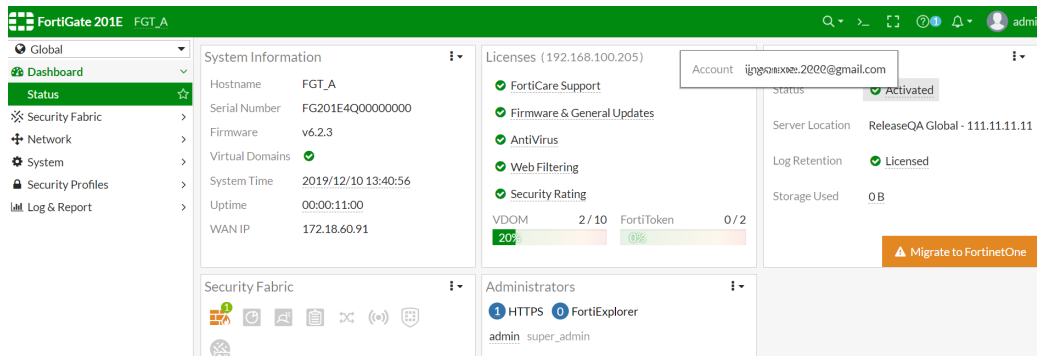 FortiGate 201E FGT_A
1
admi
Global
Dashboard
Status
Security Fabric
Network
System
Security Profiles
Log & Report
System Information
Hostname FGT_A
Serial Number FG201E4Q00000000
Firmware v6.2.3
Virtual Domains
System Time 2019/12/10 13:40:56
Uptime 00:00:11:00
WAN IP 172.18.60.91
Licenses (192.168.100.205)
FortiCare Support
Firmware & General Updates
AntiVirus
Web Filtering
Security Rating
VDOM 2 / 10 FortiToken 0 / 2
20% 0%
Account
Status Activated
Server Location ReleaseQA Global - 111.11.11.11
Log Retention Licensed
Storage Used 0 B
Migrate to FortinetOne
Security Fabric
1
Administrators
1 HTTPS 0 FortiExplorer
admin super_admin